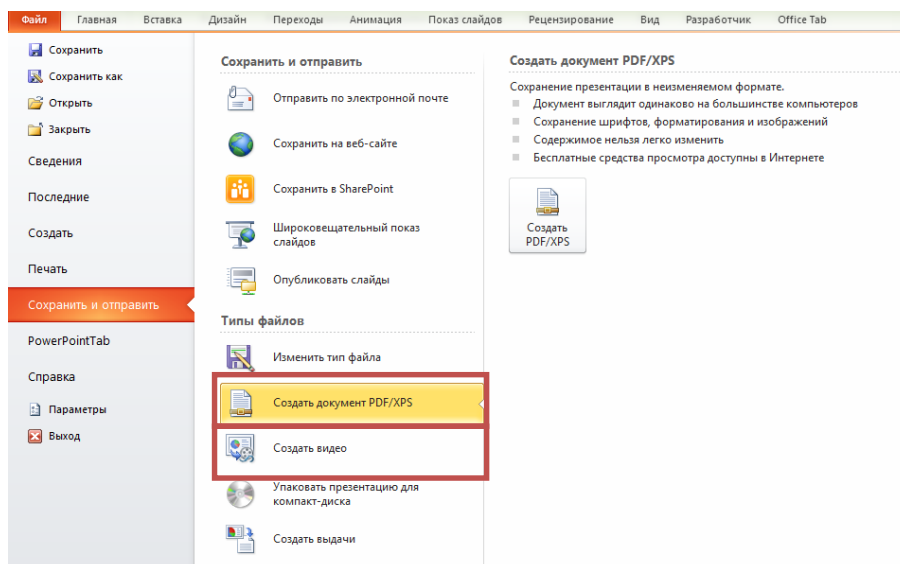 Файл Главная Вставка Дизайн Переходы Анимация Показ слайдов Рецензирование Вид Разработчик Office Tab
Сохранить
Сохранить как
Открыть
Закрыть
Сведения
Последние
Создать
Печать
Сохранить и отправить
PowerPointTab
Справка
Параметры
Выход
Сохранить и отправить
Отправить по электронной почте
Сохранить на веб-сайте
Сохранить в SharePoint
Широковещательный показ
слайдов
Опубликовать слайды
Типы файлов
Изменить тип файла
Создать документ PDF/XPS
Создать видео
Упаковать презентацию для
компакт-диска
Создать выдачи
Создать документ PDF/XPS
Сохранение презентации в неизменяемом формате.
Документ выглядит одинаково на большинстве компьютеров
Сохранение шрифтов, форматирования и изображений
Содержимое нельзя легко изменить
Бесплатные средства просмотра доступны в Интернете
Создать
PDF/XPS